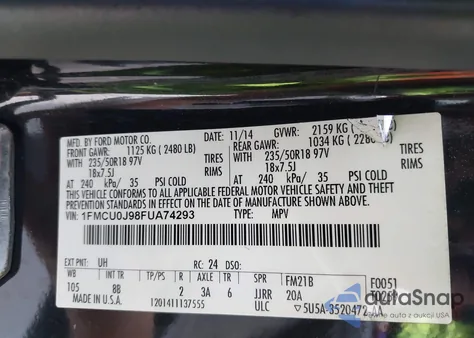 MFD. BY FORD MOTOR CO.
11/14 GVWR: 2159 KG (
FRONT GAWR: 1125 KG (2480 LB) REAR GAWR: 1034 KG (2280
235/50R18 97V TIRES 235/50R18 97V TIRES
18x7.5J RIMS 18x7.5J
AT 240 kPa/ 35 PSI COLD AT 240 kPa/ 35 PSI COLD
THIS VEHICLE CONFORMS TO ALL APPLICABLE FEDERAL MOTOR VEHICLE SAFETY AND THEFT
PREVENTION STANDARDS IN EFFECT ON THE DATE OF MANUFACTURE SHOWN ABOVE.
VIN: 1FMCU0J98FUA74293 TYPE: MPV
EXT PNT: UH RC: 24 DSO: F0051
WB INT TR TP/PS R AXLE TR SPR FM21B
105 8B 2 3A 6 JJRR 20A
1201411137555 ULC 5U5A-3520472
autoSnap